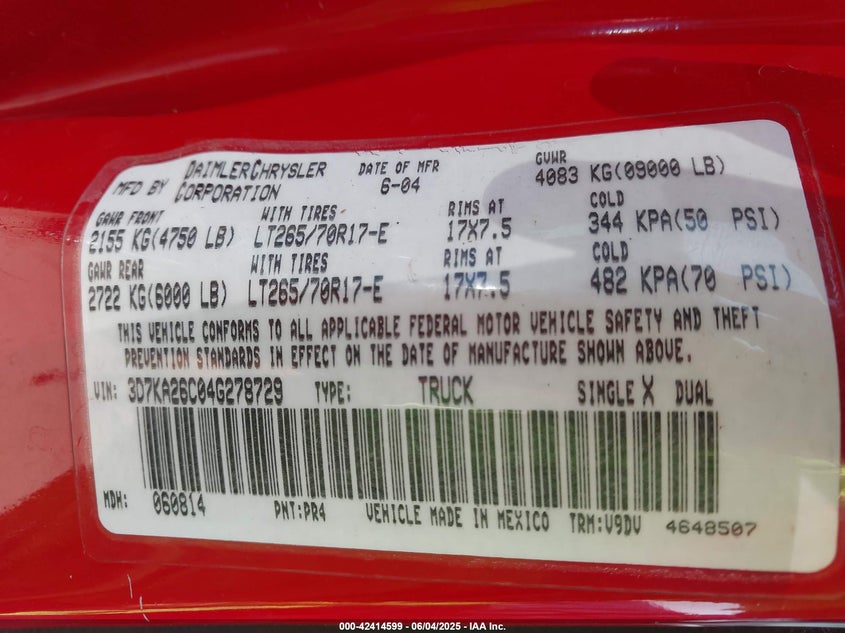 MFD BY DAIMLERCHRYSLER CORPORATION DATE OF MFR 6-04 GVWR 4083 KG(09000 LB)
GAWR FRONT WITH TIRES RIMS AT COLD
2155 KG(4750 LB) LT265/70R17-E 17X7.5 344 KPA(50 PSI)
GAWR REAR WITH TIRES RIMS AT COLD
2722 KG(6000 LB) LT265/70R17-E 17X7.5 482 KPA(70 PSI)
THIS VEHICLE CONFORMS TO ALL APPLICABLE FEDERAL MOTOR VEHICLE SAFETY AND THEFT
PREVENTION STANDARDS IN EFFECT ON THE DATE OF MANUFACTURE SHOWN ABOVE.
VIN: 3D7KA26C04G278729 TYPE: TRUCK SINGLE X DUAL
MDH: 060814 PNT:PR4 VEHICLE MADE IN MEXICO TRM:V9DV 4648507
000-42414599 - 06/04/2025 - IAA Inc.